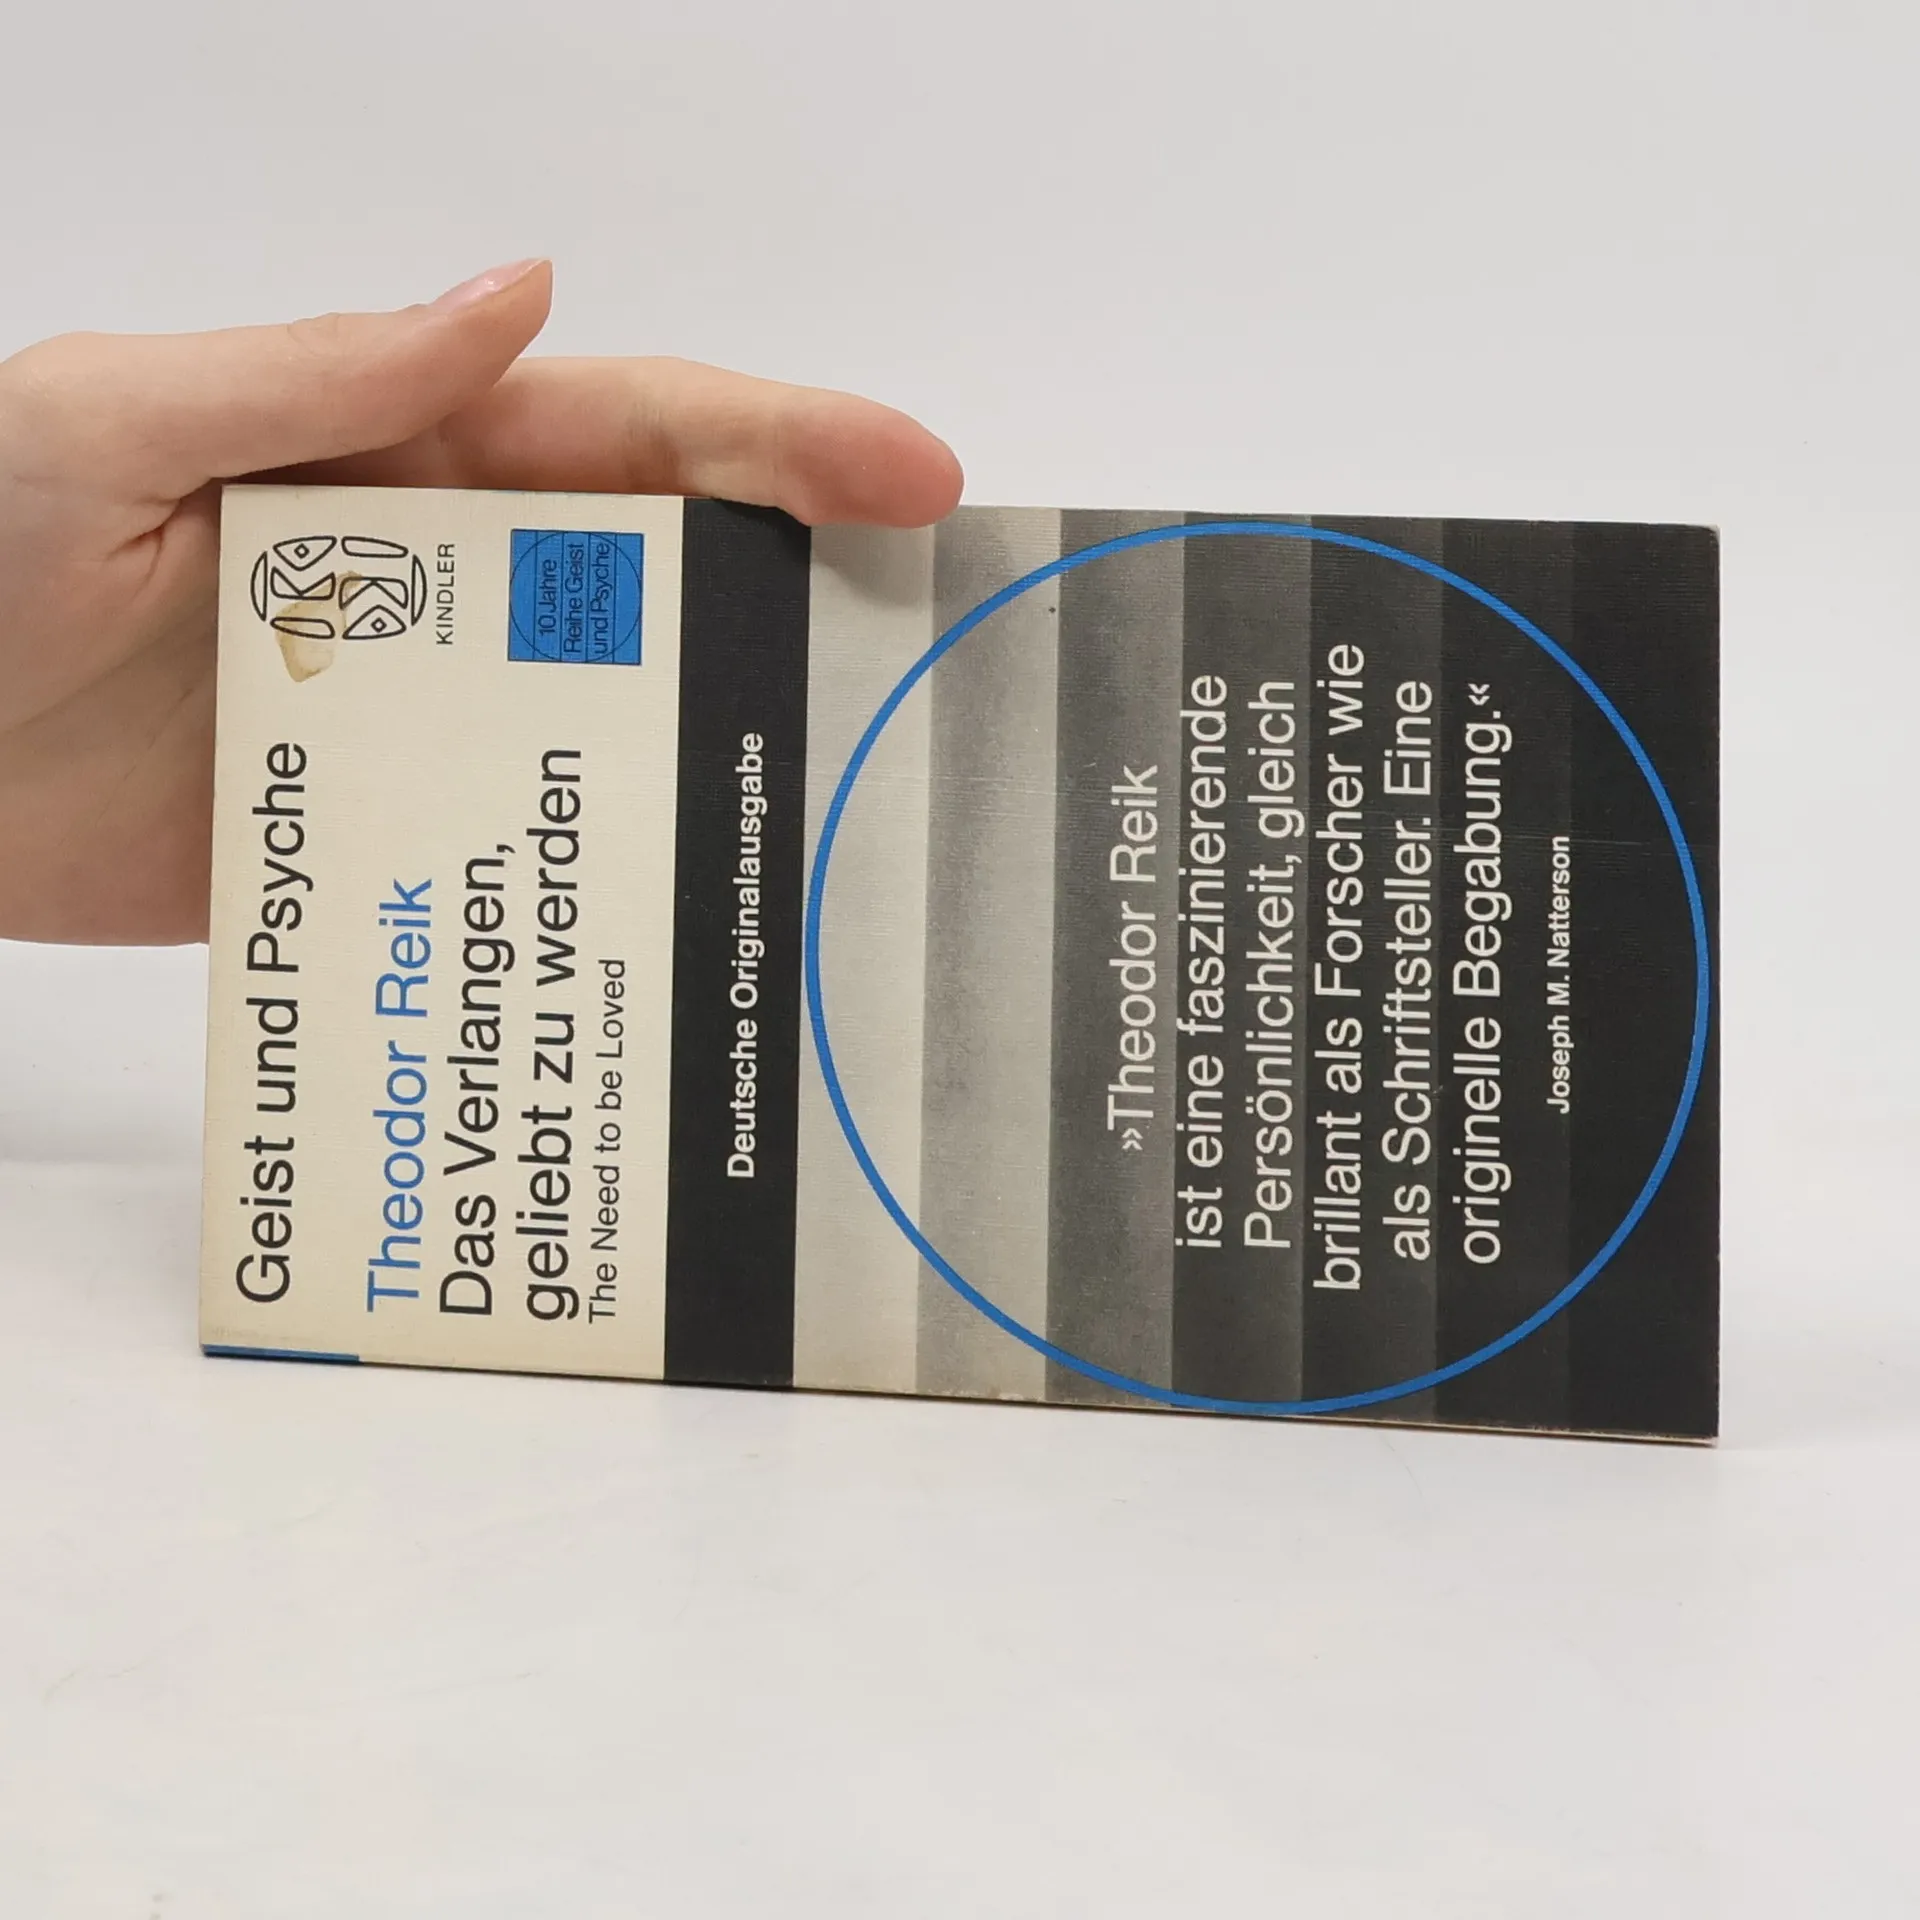 Geist und Psyche
KINDLER
Theodor Reik
Das Verlangen,
geliebt zu werden
The Need to be Loved
10 Jahre
Reihe Geist
und Psyche
Deutsche Originalausgabe
»Theodor Reik
ist eine faszinierende
Persönlichkeit, gleich
brillant als Forscher wie
als Schriftsteller. Eine
originelle Begabung.«
Joseph M. Natterson